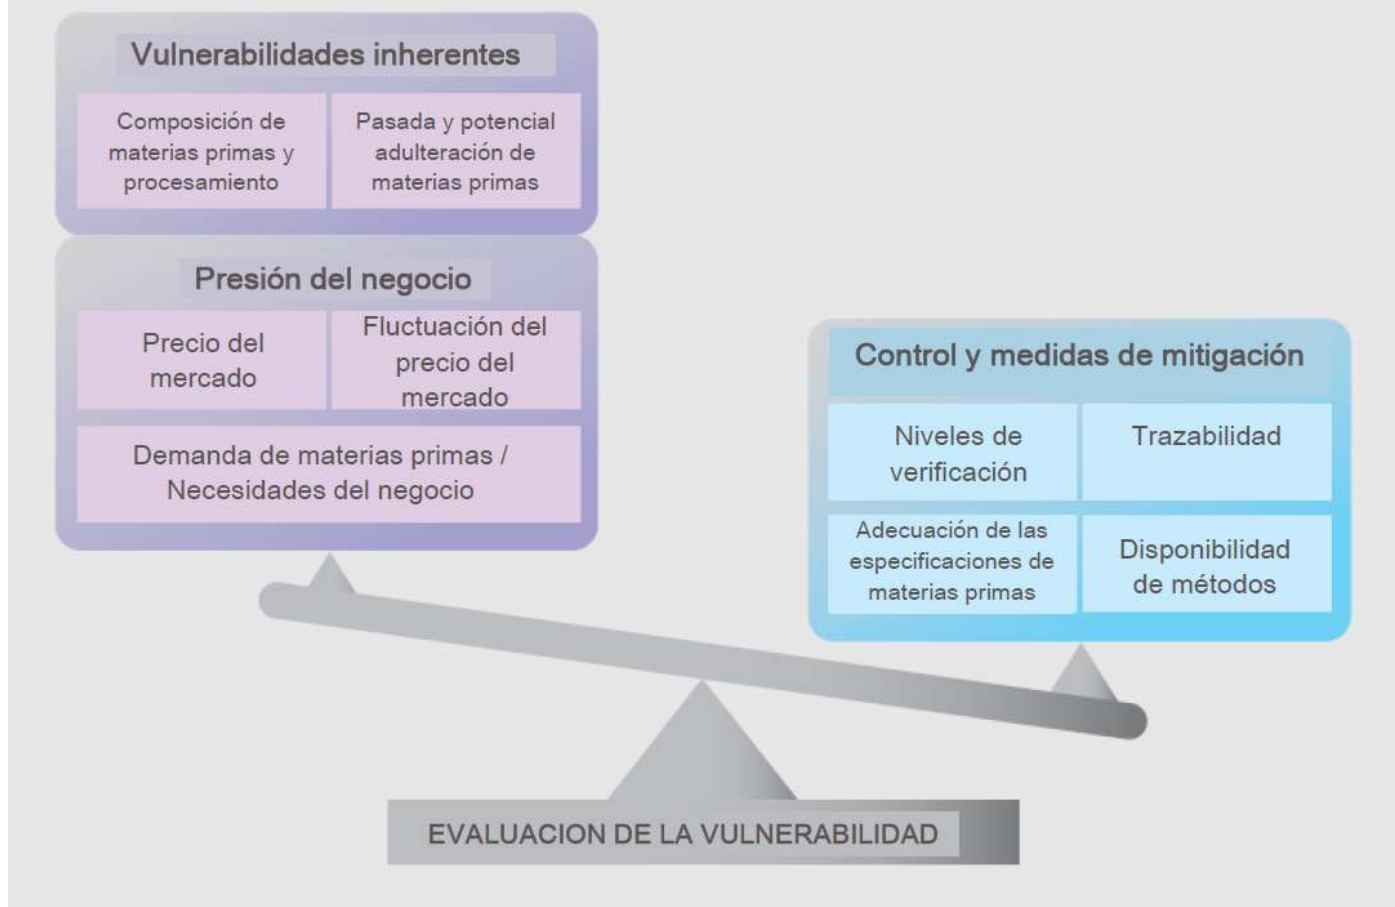 Vulnerabilidades inherentes
Composición de
materias primas y
procesamiento
Pasada y potencial
adulteración de
materias primas
Presión del negocio
Precio del
mercado
Fluctuación del
precio del
mercado
Demanda de materias primas /
Necesidades del negocio
Control y medidas de mitigación
Niveles de
verificación
Trazabilidad
Adecuación de las
especificaciones de
materias primas
Disponibilidad
de métodos
EVALUACION DE LA VULNERABILIDAD